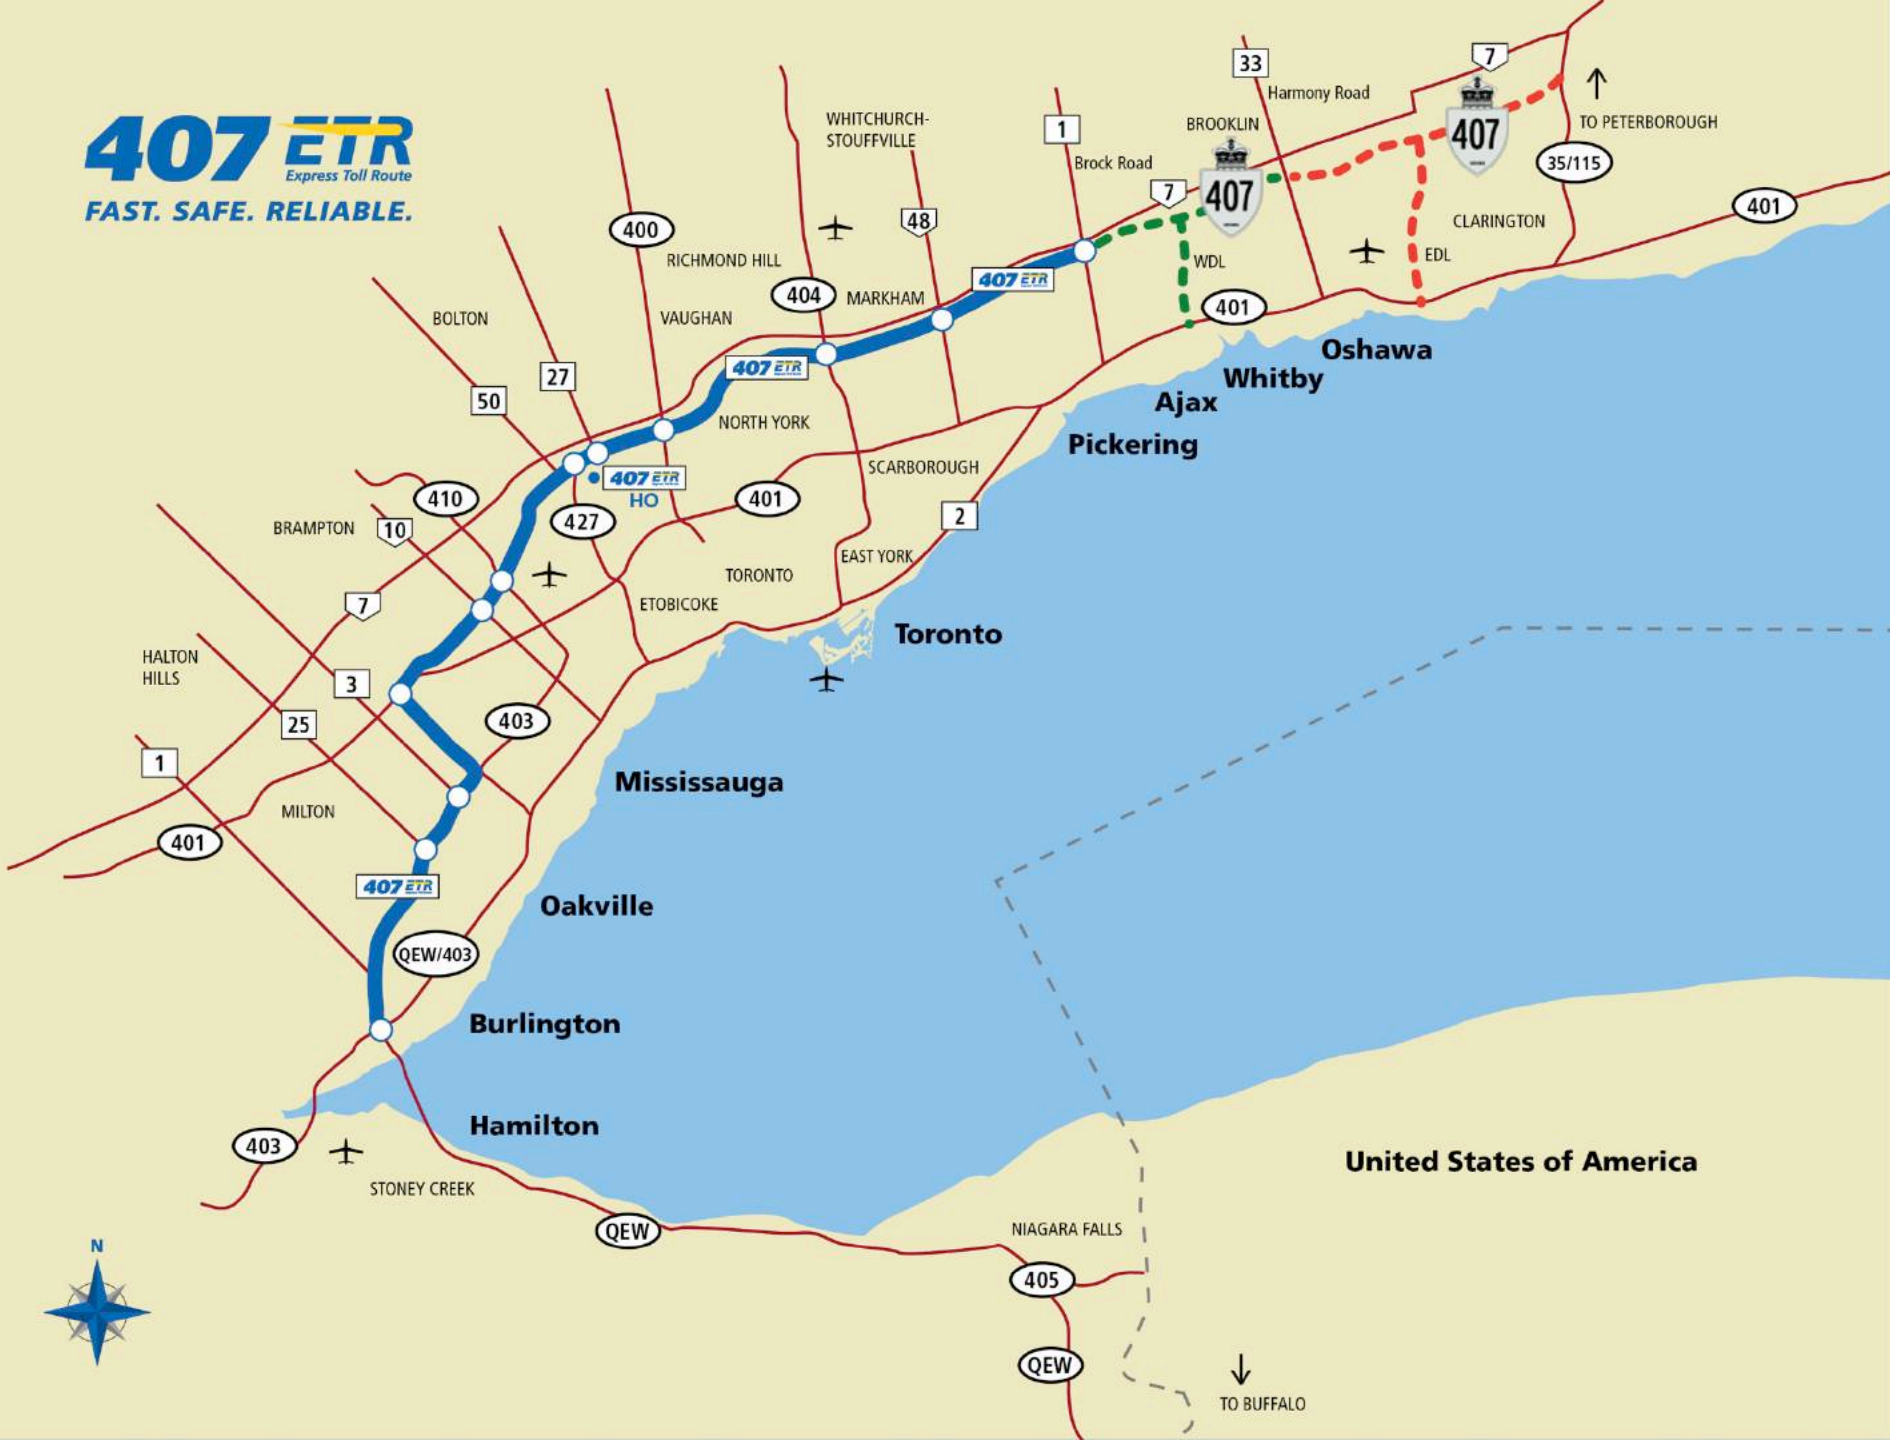 407 ETR
Express Toll Route
FAST. SAFE. RELIABLE.
33
Harmony Road
7
407
TO PETERBOROUGH
35/115
401
CLARINGTON
EDL
BROOKLIN
407
7
1
Brock Road
WDL
401
WHITCHURCH-
STOUFFVILLE
48
400
RICHMOND HILL
404
MARKHAM
407 ETR
VAUGHAN
BOLTON
27
50
407 ETR
NORTH YORK
407 ETR
HO
401
SCARBOROUGH
2
427
410
BRAMPTON
10
EAST YORK
TORONTO
ETOBICOKE
7
HALTON
HILLS
3
25
403
1
MILTON
401
407 ETR
QEW/403
Oshawa
Whitby
Ajax
Pickering
Toronto
Mississauga
Oakville
Burlington
Hamilton
403
STONEY CREEK
QEW
NIAGARA FALLS
405
QEW
United States of America
TO BUFFALO
N